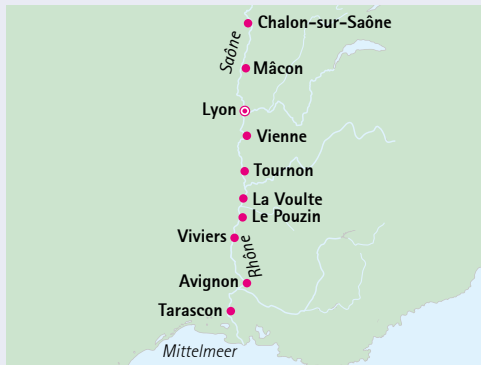 Chalon-sur-Saône
Saône
Mâcon
Lyon
Vienne
Tournon
La Voulte
Le Pouzin
Viviers
Rhône
Avignon
Tarascon
Mittelmeer